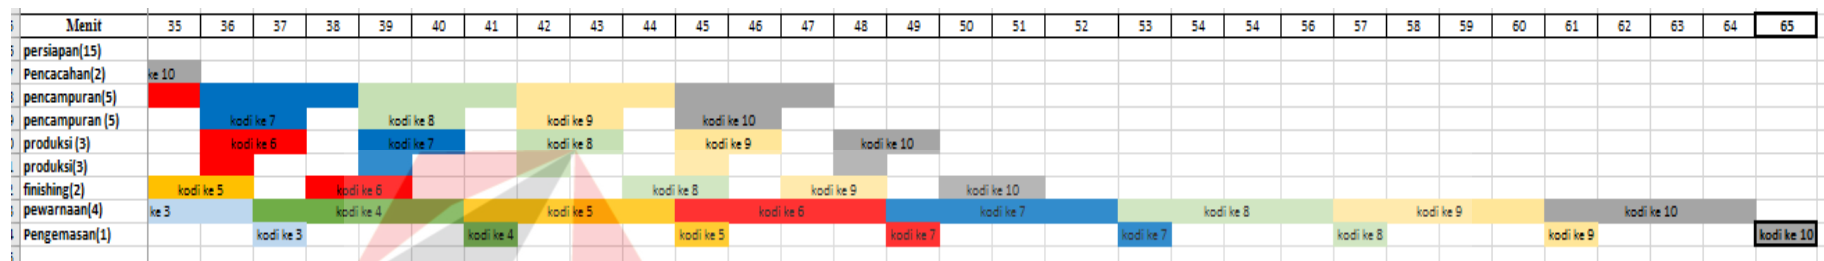 Menit 35 36 37 38 39 40 41 42 43 44 45 46 47 48 49 50 51 52 53 54 54 56 57 58 59 60 61 62 63 64 65
persiapan(15)
Pencacahan(2) ke 10
pencampuran(5)
pencampuran (5) kodi ke 7 kodi ke 8 kodi ke 9 kodi ke 10
produksi (3) kodi ke 6 kodi ke 7 kodi ke 8 kodi ke 9 kodi ke 10
produksi(3)
finishing(2) kodi ke 5 kodi ke 6 kodi ke 8 kodi ke 9 kodi ke 10
pewarnaan(4) ke 3 kodi ke 4 kodi ke 5 kodi ke 6 kodi ke 7 kodi ke 8 kodi ke 9 kodi ke 10
Pengemasan(1) kodi ke 3 kodi ke 4 kodi ke 5 kodi ke 7 kodi ke 7 kodi ke 8 kodi ke 9 kodi ke 10